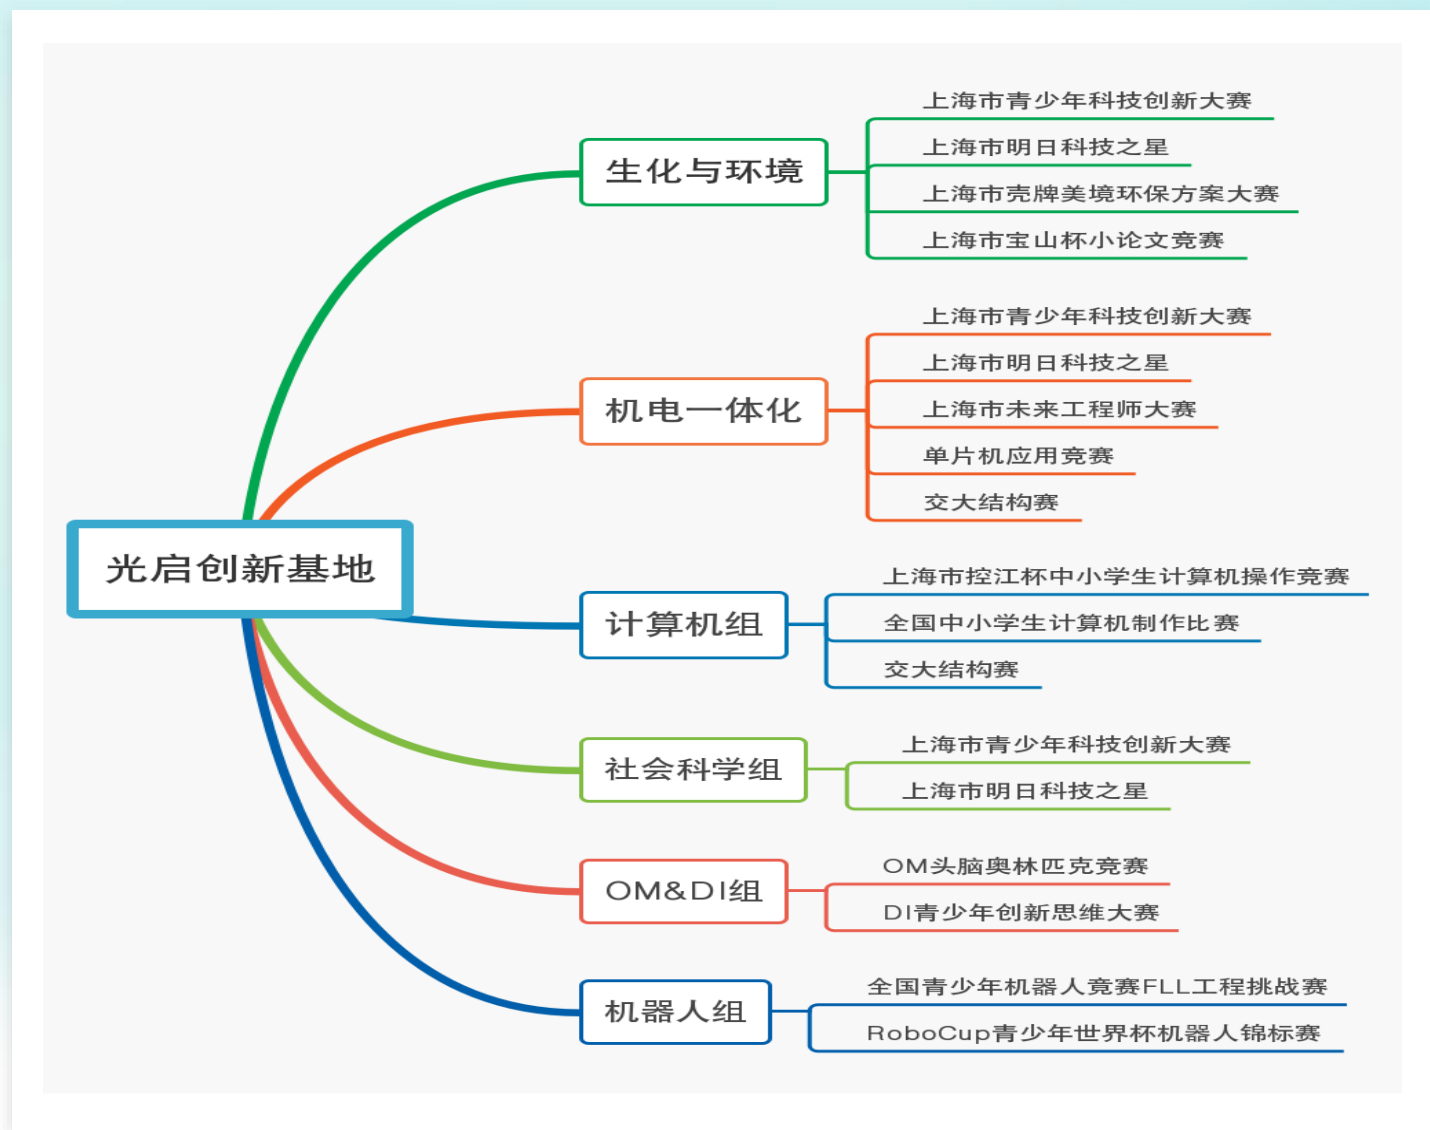 光启创新基地
生化与环境
上海市青少年科技创新大赛
上海市明日科技之星
上海市壳牌美境环保方案大赛
上海市宝山杯小论文竞赛
机电一体化
上海市青少年科技创新大赛
上海市明日科技之星
上海市未来工程师大赛
单片机应用竞赛
交大结构赛
计算机组
上海市控江杯中小学生计算机操作竞赛
全国中小学生计算机制作比赛
交大结构赛
社会科学组
上海市青少年科技创新大赛
上海市明日科技之星
OM&DI组
OM头脑奥林匹克竞赛
DI青少年创新思维大赛
机器人组
全国青少年机器人竞赛FLL工程挑战赛
RoboCup青少年世界杯机器人锦标赛